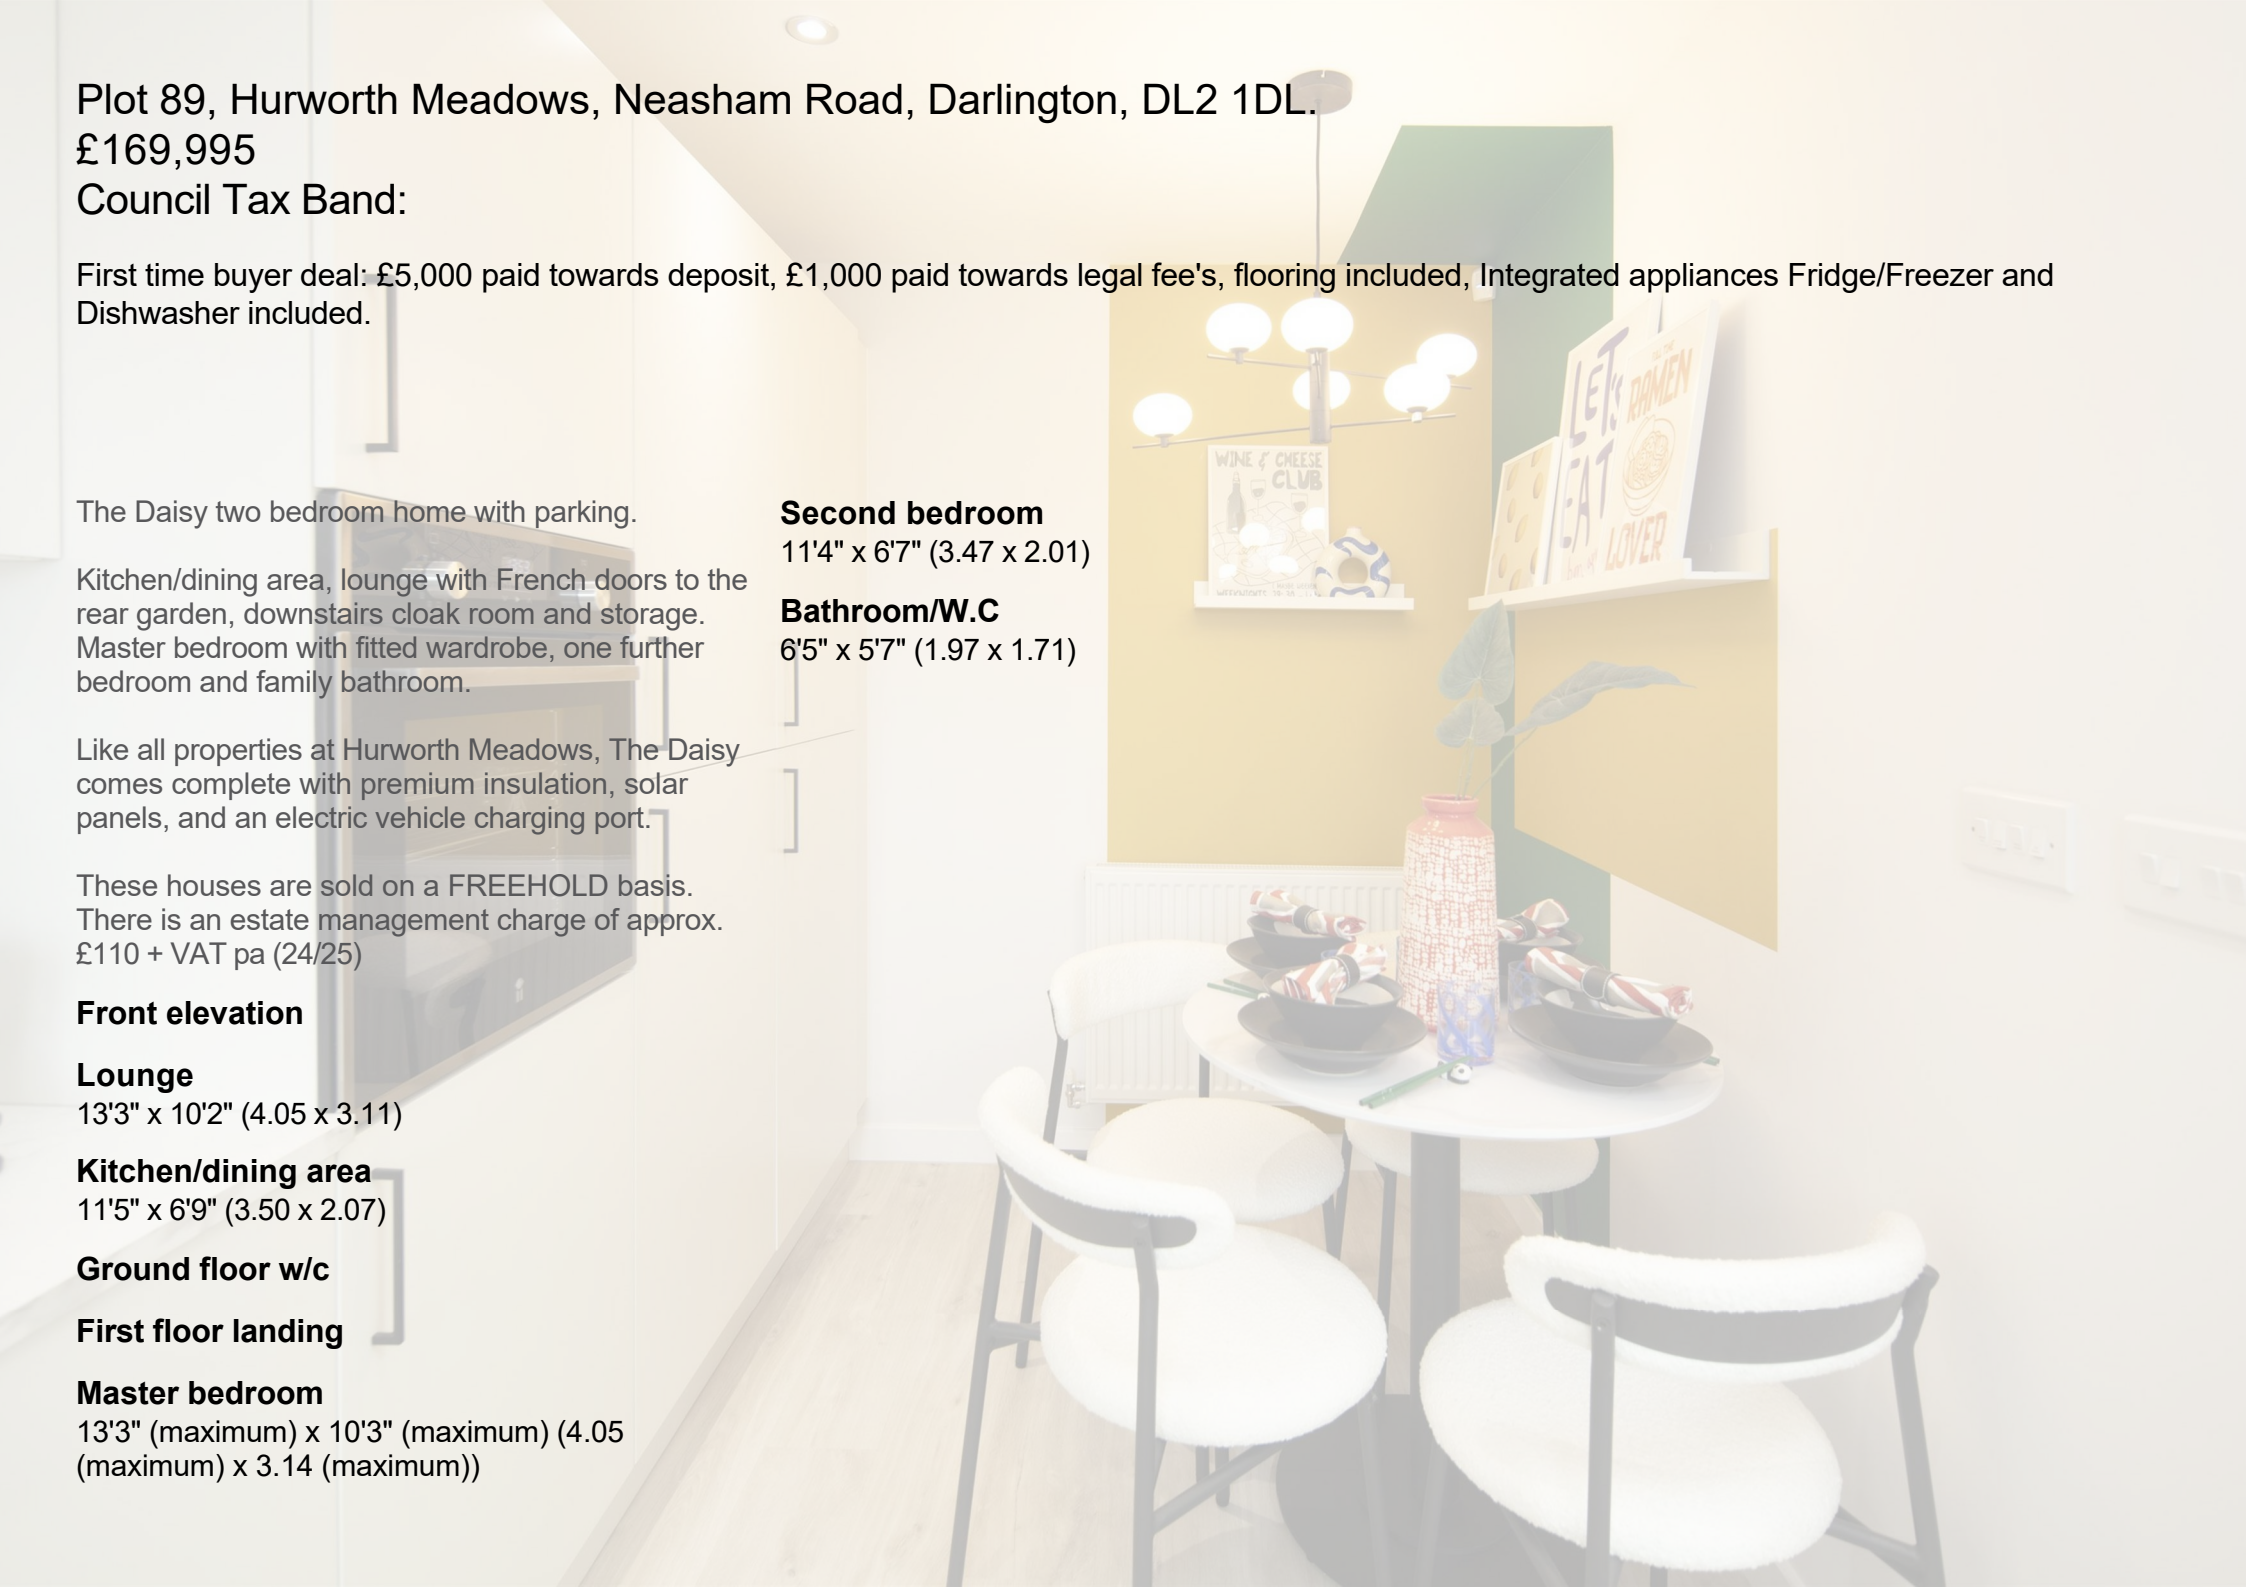 Plot 89, Hurworth Meadows, Neasham Road, Darlington, DL2 1DL.
£169,995
Council Tax Band:
First time buyer deal: £5,000 paid towards deposit, £1,000 paid towards legal fee's, flooring included, Integrated appliances Fridge/Freezer and
Dishwasher included.
The Daisy two bedroom home with parking.
Kitchen/dining area, lounge with French doors to the
rear garden, downstairs cloak room and storage.
Master bedroom with fitted wardrobe, one further
bedroom and family bathroom.
Like all properties at Hurworth Meadows, The Daisy
comes complete with premium insulation, solar
panels, and an electric vehicle charging port.
These houses are sold on a FREEHOLD basis.
There is an estate management charge of approx.
£110 + VAT pa (24/25)
Front elevation
Lounge
13'3" x 10'2" (4.05 x 3.11)
Kitchen/dining area
11'5" x 6'9" (3.50 x 2.07)
Ground floor w/c
First floor landing
Master bedroom
13'3" (maximum) x 10'3" (maximum) (4.05
(maximum) x 3.14 (maximum))
Second bedroom
11'4" x 6'7" (3.47 x 2.01)
Bathroom/W.C
6'5" x 5'7" (1.97 x 1.71)
WINE & CHEESE
CLUB
LET'S
EAT
RAMEN
LOVER